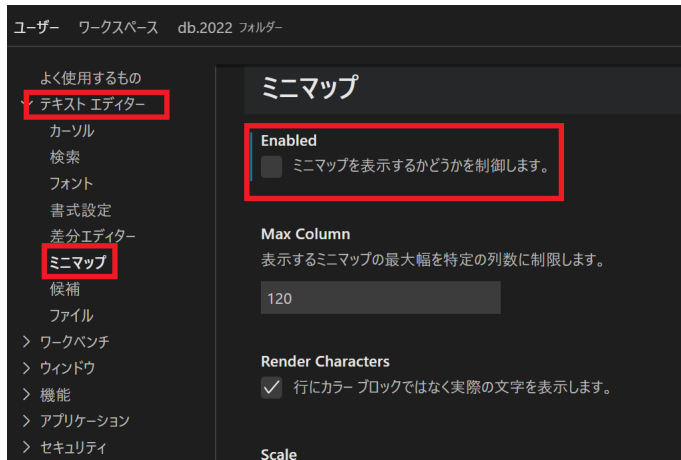 ユーザー ワークスペース db.2022 フォルダー
よく使用するもの
テキスト エディター
カーソル
検索
フォント
書式設定
差分エディター
ミニマップ
候補
ファイル
ワークベンチ
ウィンドウ
機能
アプリケーション
セキュリティ
ミニマップ
Enabled
ミニマップを表示するかどうかを制御します。
Max Column
表示するミニマップの最大幅を特定の列数に制限します。
120
Render Characters
行にカラー ブロックではなく実際の文字を表示します。
Scale